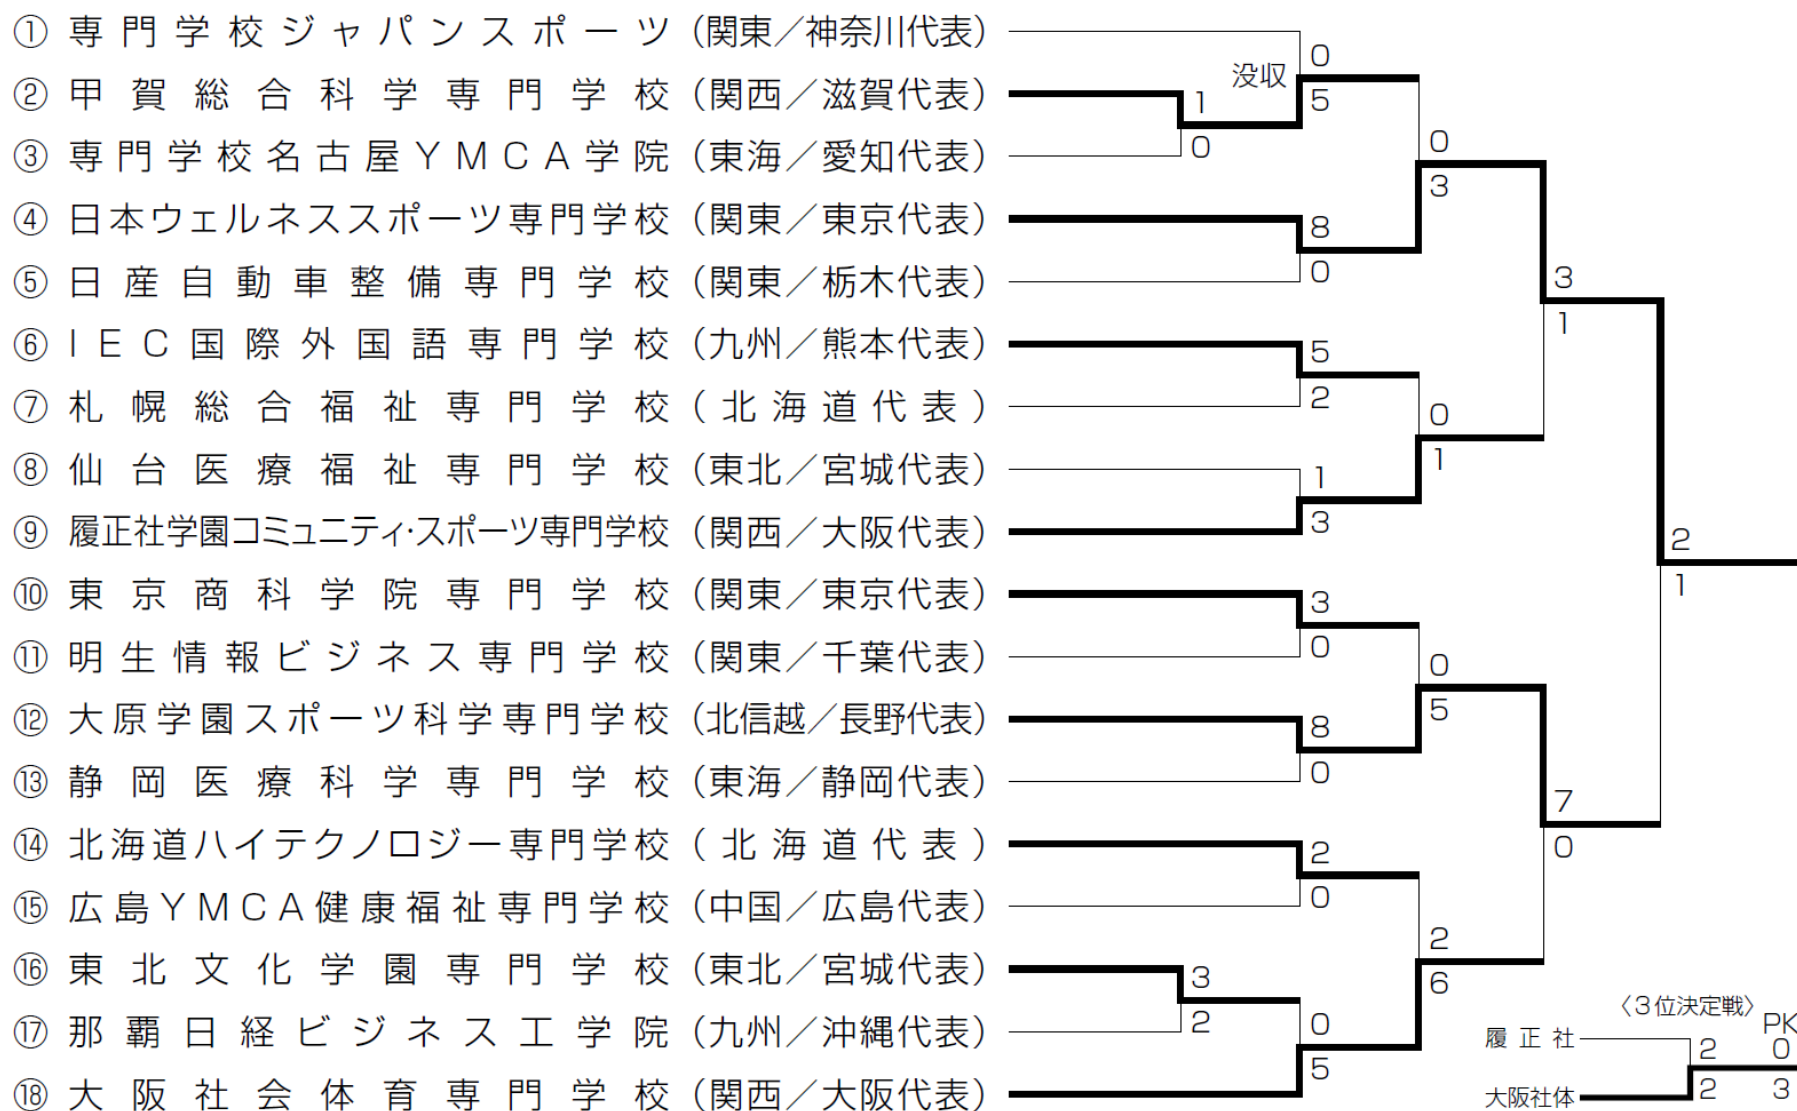 ① 専門学校ジャパンスポーツ (関東／神奈川代表)
② 甲賀総合科学専門学校 (関西／滋賀代表)
③ 専門学校名古屋YMCA学院 (東海／愛知代表)
④ 日本ウェルネススポーツ専門学校 (関東／東京代表)
⑤ 日産自動車整備専門学校 (関東／栃木代表)
⑥ IEC国際外国語専門学校 (九州／熊本代表)
⑦ 札幌総合福祉専門学校 (北海道代表)
⑧ 仙台医療福祉専門学校 (東北／宮城代表)
⑨ 履正社学園コミュニティ・スポーツ専門学校 (関西／大阪代表)
⑩ 東京商科学院専門学校 (関東／東京代表)
⑪ 明生情報ビジネス専門学校 (関東／千葉代表)
⑫ 大原学園スポーツ科学専門学校 (北信越／長野代表)
⑬ 静岡医療科学専門学校 (東海／静岡代表)
⑭ 北海道ハイテクノロジー専門学校 (北海道代表)
⑮ 広島YMCA健康福祉専門学校 (中国／広島代表)
⑯ 東北文化学園専門学校 (東北／宮城代表)
⑰ 那覇日経ビジネス工学院 (九州／沖縄代表)
⑱ 大阪社会体育専門学校 (関西／大阪代表)
1
0
3
2
没収
0
5
8
0
5
2
1
3
3
0
8
0
2
0
0
5
0
3
0
1
0
5
2
6
3
1
7
0
2
1
〈3位決定戦〉
PK
履正社 2 0
大阪社体 2 3